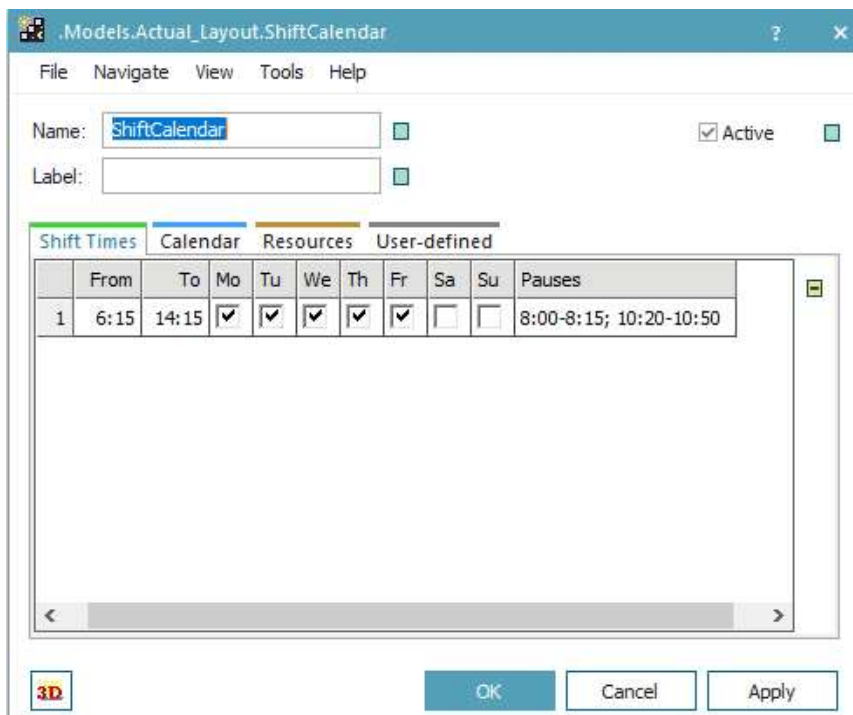 .Models.Actual_Layout.ShiftCalendar ? ×
File Navigate View Tools Help
Name: ShiftCalendar Active
Label:
Shift Times Calendar Resources User-defined
From To Mo Tu We Th Fr Sa Su Pauses
1 6:15 14:15 8:00-8:15; 10:20-10:50
3D OK Cancel Apply